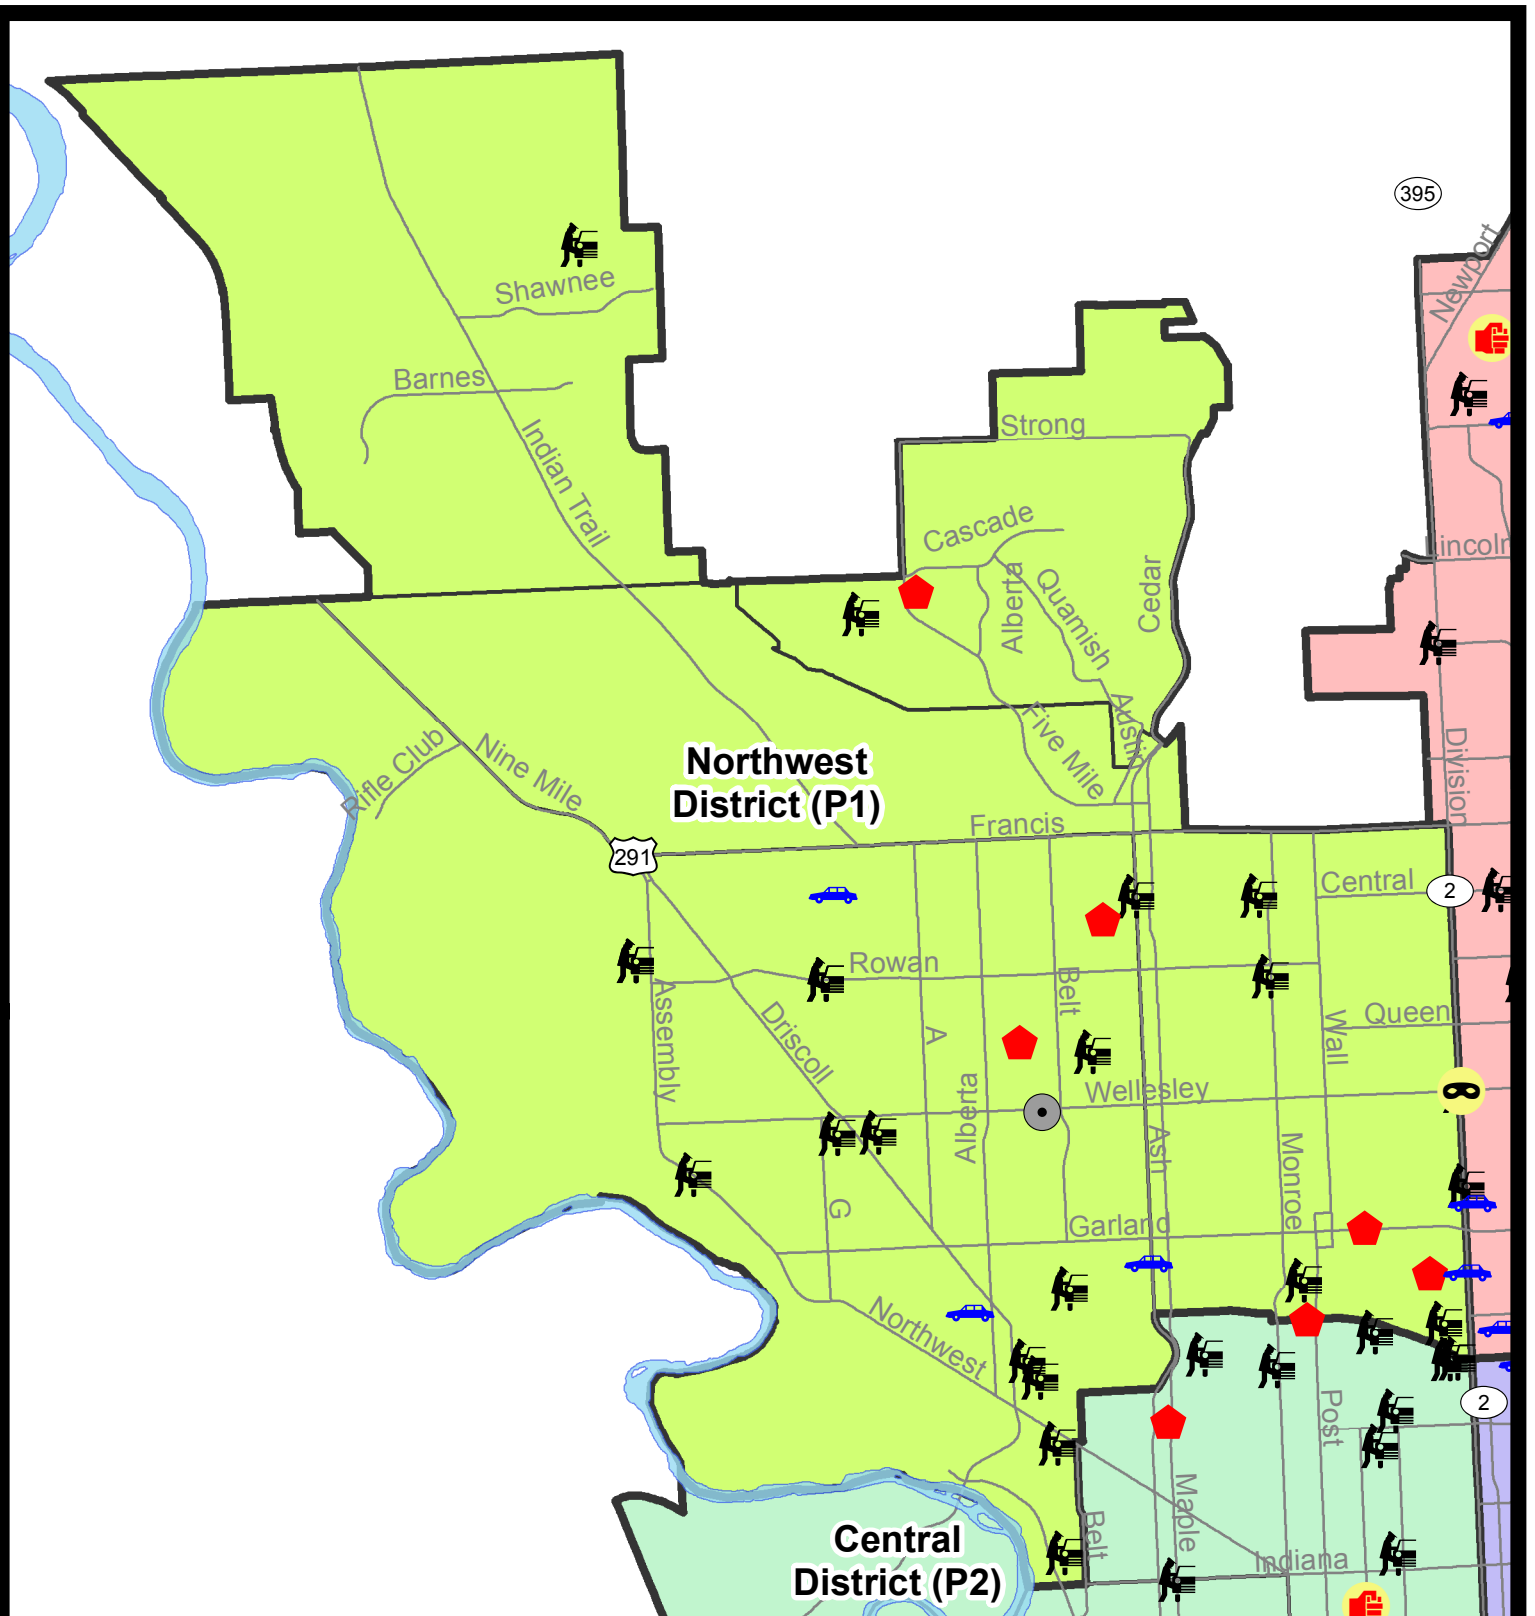 395
Newport
Shawnee
Barnes
Strong
Indian Trail
Cascade
Lincoln
Alberta
Quamish
Cedar
Austin
Five Mile
Division
Rifle Club
Nine Mile
Northwest
District (P1)
Francis
291
Central
2
Rowan
Belt
Assembly
Driscoll
A
Wall
Queen
Alberta
Wellesley
Ash
Monroe
G
Garland
Northwest
2
Post
Maple
Belt
Central
District (P2)
Indiana